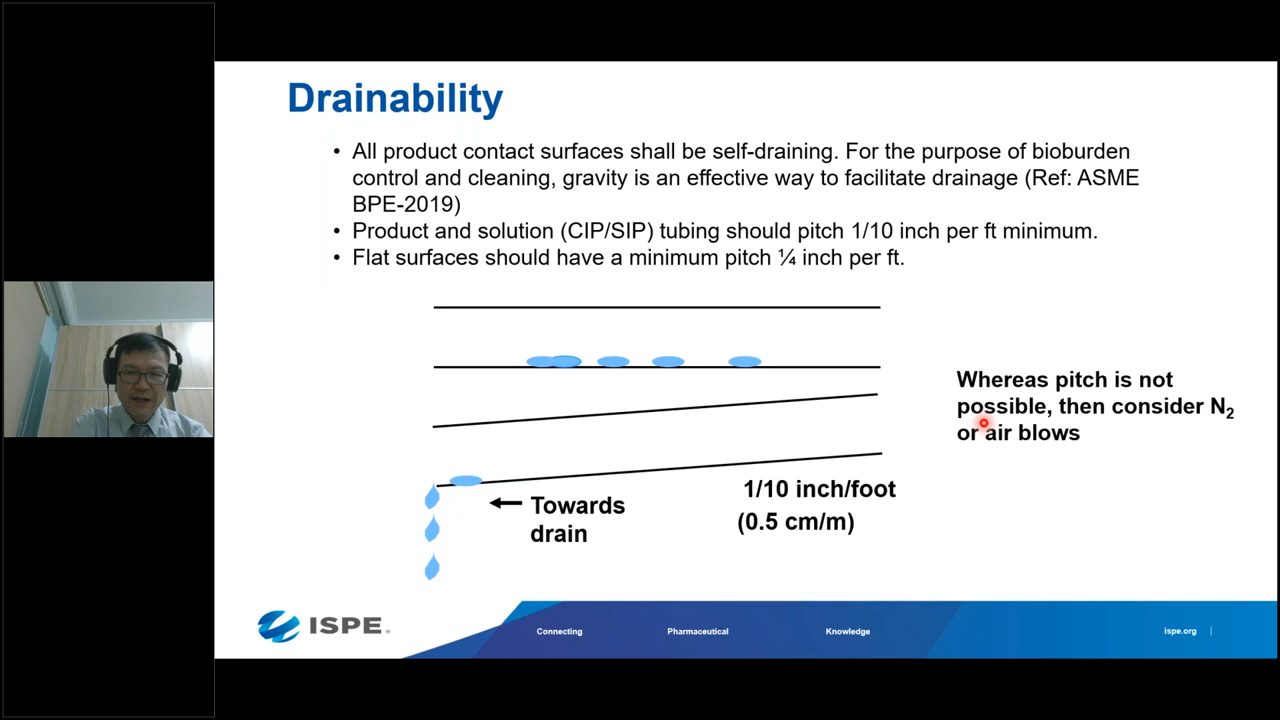 Drainability
• All product contact surfaces shall be self-draining. For the purpose of bioburden
control and cleaning, gravity is an effective way to facilitate drainage (Ref: ASME
BPE-2019)
• Product and solution (CIP/SIP) tubing should pitch 1/10 inch per ft minimum.
• Flat surfaces should have a minimum pitch ¼ inch per ft.
Whereas pitch is not
possible, then consider N₂
or air blows
1/10 inch/foot
(0.5 cm/m)
Towards
drain
ISPE®
Connecting
Pharmaceutical
Knowledge
ispe.org |